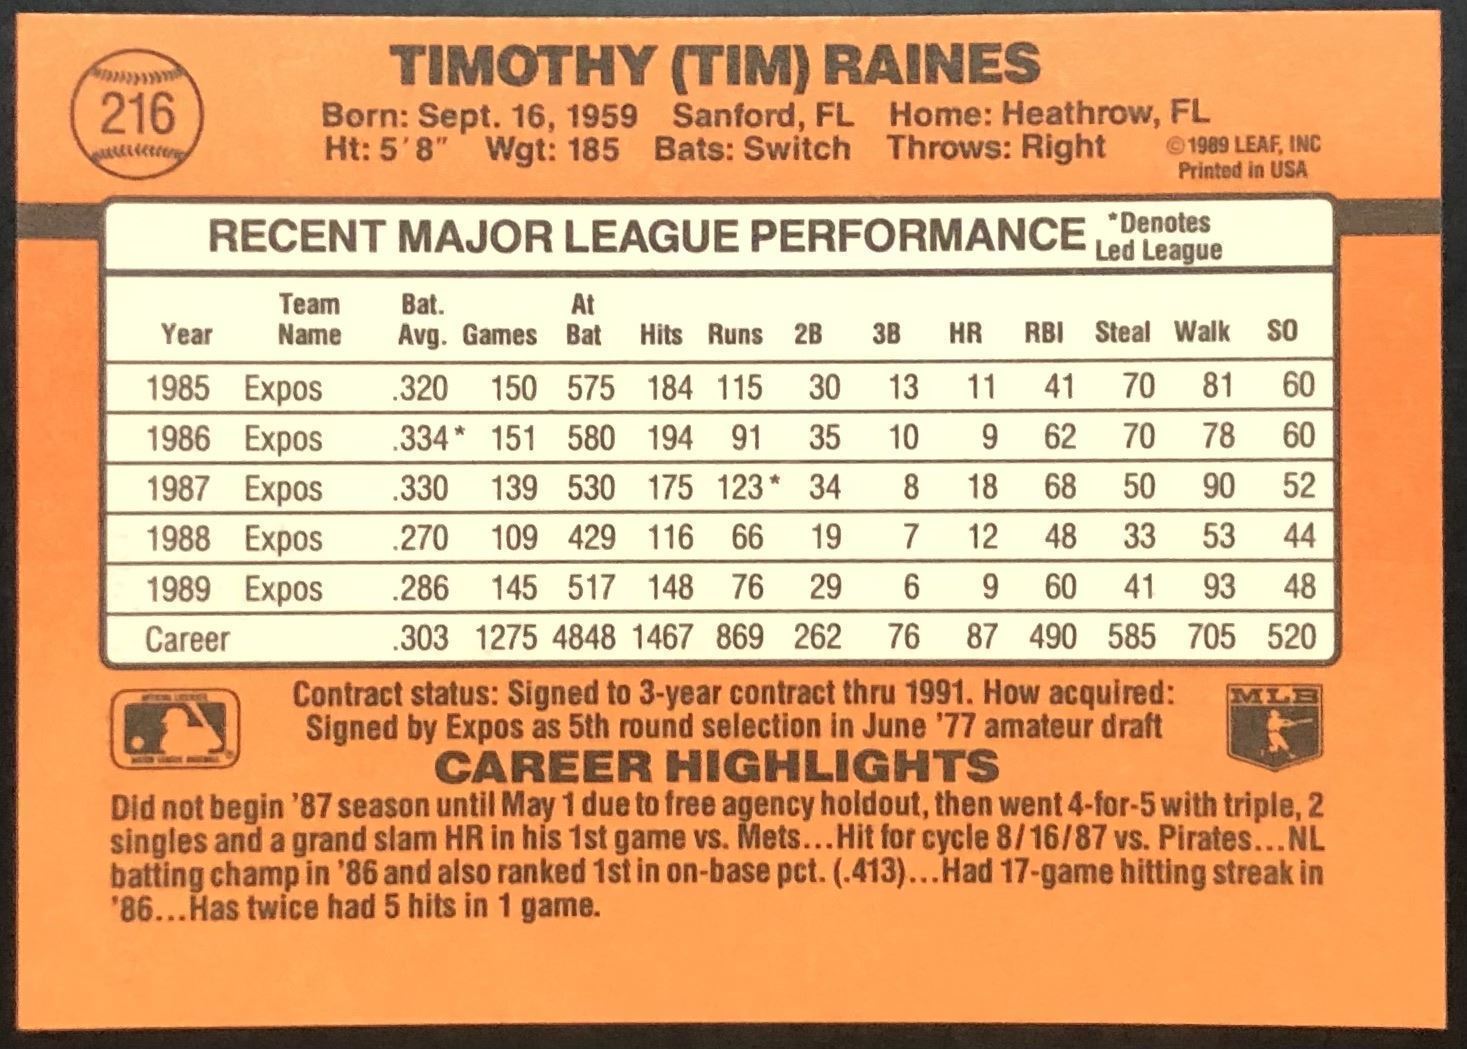 216
TIMOTHY (TIM) RAINES
Born: Sept. 16, 1959 Sanford, FL Home: Heathrow, FL
Ht: 5'8" Wgt: 185 Bats: Switch Throws: Right
©1989 LEAF, INC
Printed in USA
RECENT MAJOR LEAGUE PERFORMANCE
*Denotes
Led League
Year Team Name Bat. Avg. Games At Bat Hits Runs 2B 3B HR RBI Steal Walk SO
1985 Expos .320 150 575 184 115 30 13 11 41 70 81 60
1986 Expos .334* 151 580 194 91 35 10 9 62 70 78 60
1987 Expos .330 139 530 175 123* 34 8 18 68 50 90 52
1988 Expos .270 109 429 116 66 19 7 12 48 33 53 44
1989 Expos .286 145 517 148 76 29 6 9 60 41 93 48
Career .303 1275 4848 1467 869 262 76 87 490 585 705 520
Contract status: Signed to 3-year contract thru 1991. How acquired:
Signed by Expos as 5th round selection in June '77 amateur draft
MLB
CAREER HIGHLIGHTS
Did not begin '87 season until May 1 due to free agency holdout, then went 4-for-5 with triple, 2
singles and a grand slam HR in his 1st game vs. Mets...Hit for cycle 8/16/87 vs. Pirates...NL
batting champ in '86 and also ranked 1st in on-base pct. (.413)...Had 17-game hitting streak in
'86...Has twice had 5 hits in 1 game.